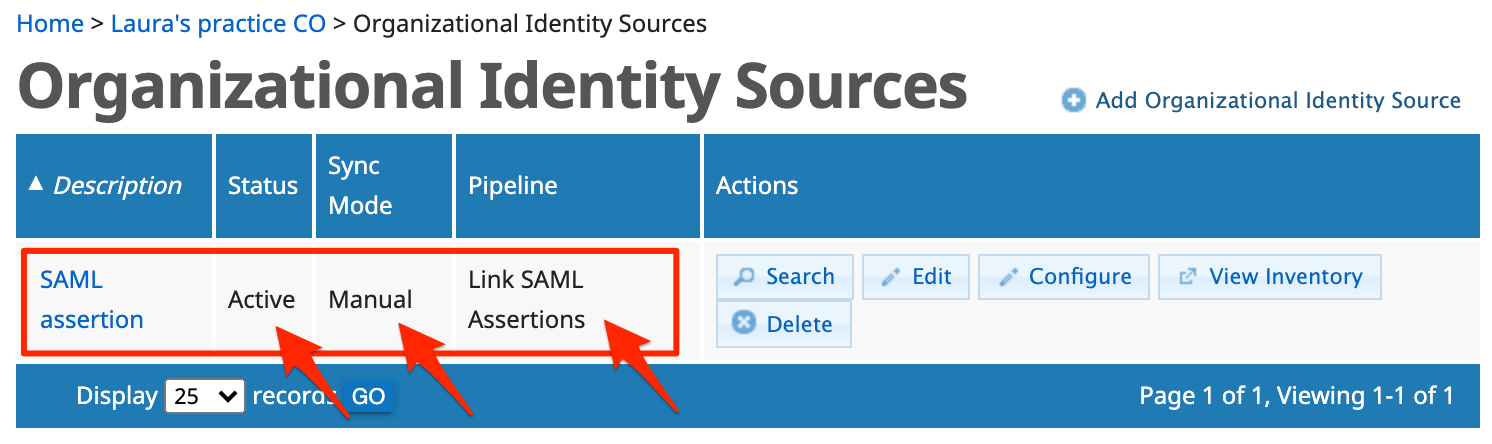 Home > Laura's practice CO > Organizational Identity Sources
Organizational Identity Sources
Add Organizational Identity Source
▲ Description
Status
Sync
Mode
Pipeline
Actions
SAML
assertion
Active
Manual
Link SAML
Assertions
Search
Edit
Configure
View Inventory
Delete
Display 25 records GO
Page 1 of 1, Viewing 1-1 of 1